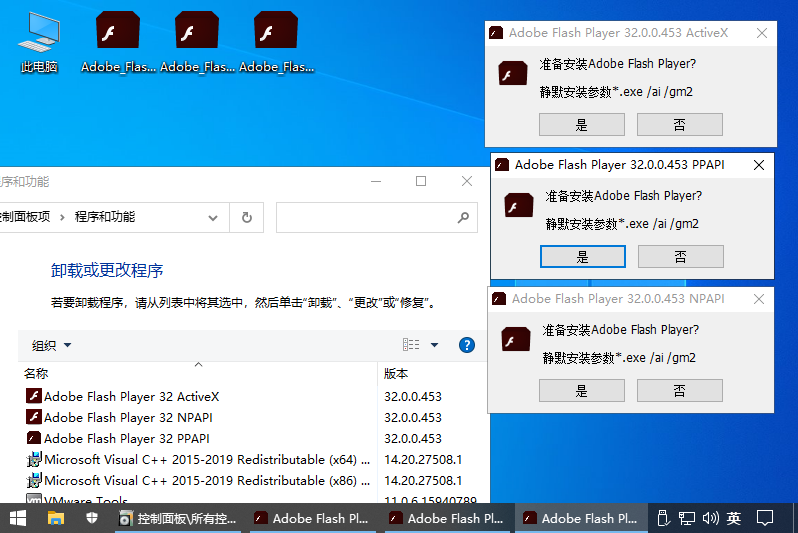 此电脑
Adobe_Flas...
Adobe_Flas...
Adobe_Flas...
Adobe Flash Player 32.0.0.453 ActiveX
准备安装Adobe Flash Player?
静默安装参数*.exe /ai /gm2
是
否
Adobe Flash Player 32.0.0.453 PPAPI
准备安装Adobe Flash Player?
静默安装参数*.exe /ai /gm2
是
否
Adobe Flash Player 32.0.0.453 NPAPI
准备安装Adobe Flash Player?
静默安装参数*.exe /ai /gm2
是
否
程序和功能
控制面板项 › 程序和功能
卸载或更改程序
若要卸载程序，请从列表中将其选中，然后单击“卸载”、“更改”或“修复”。
组织
名称 版本
Adobe Flash Player 32 ActiveX 32.0.0.453
Adobe Flash Player 32 NPAPI 32.0.0.453
Adobe Flash Player 32 PPAPI 32.0.0.453
Microsoft Visual C++ 2015-2019 Redistributable (x64) ... 14.20.27508.1
Microsoft Visual C++ 2015-2019 Redistributable (x86) ... 14.20.27508.1
VMware Tools 11.0.6.15940789
控制面板\所有控...
Adobe Flash Pl...
Adobe Flash Pl...
Adobe Flash Pl...
英